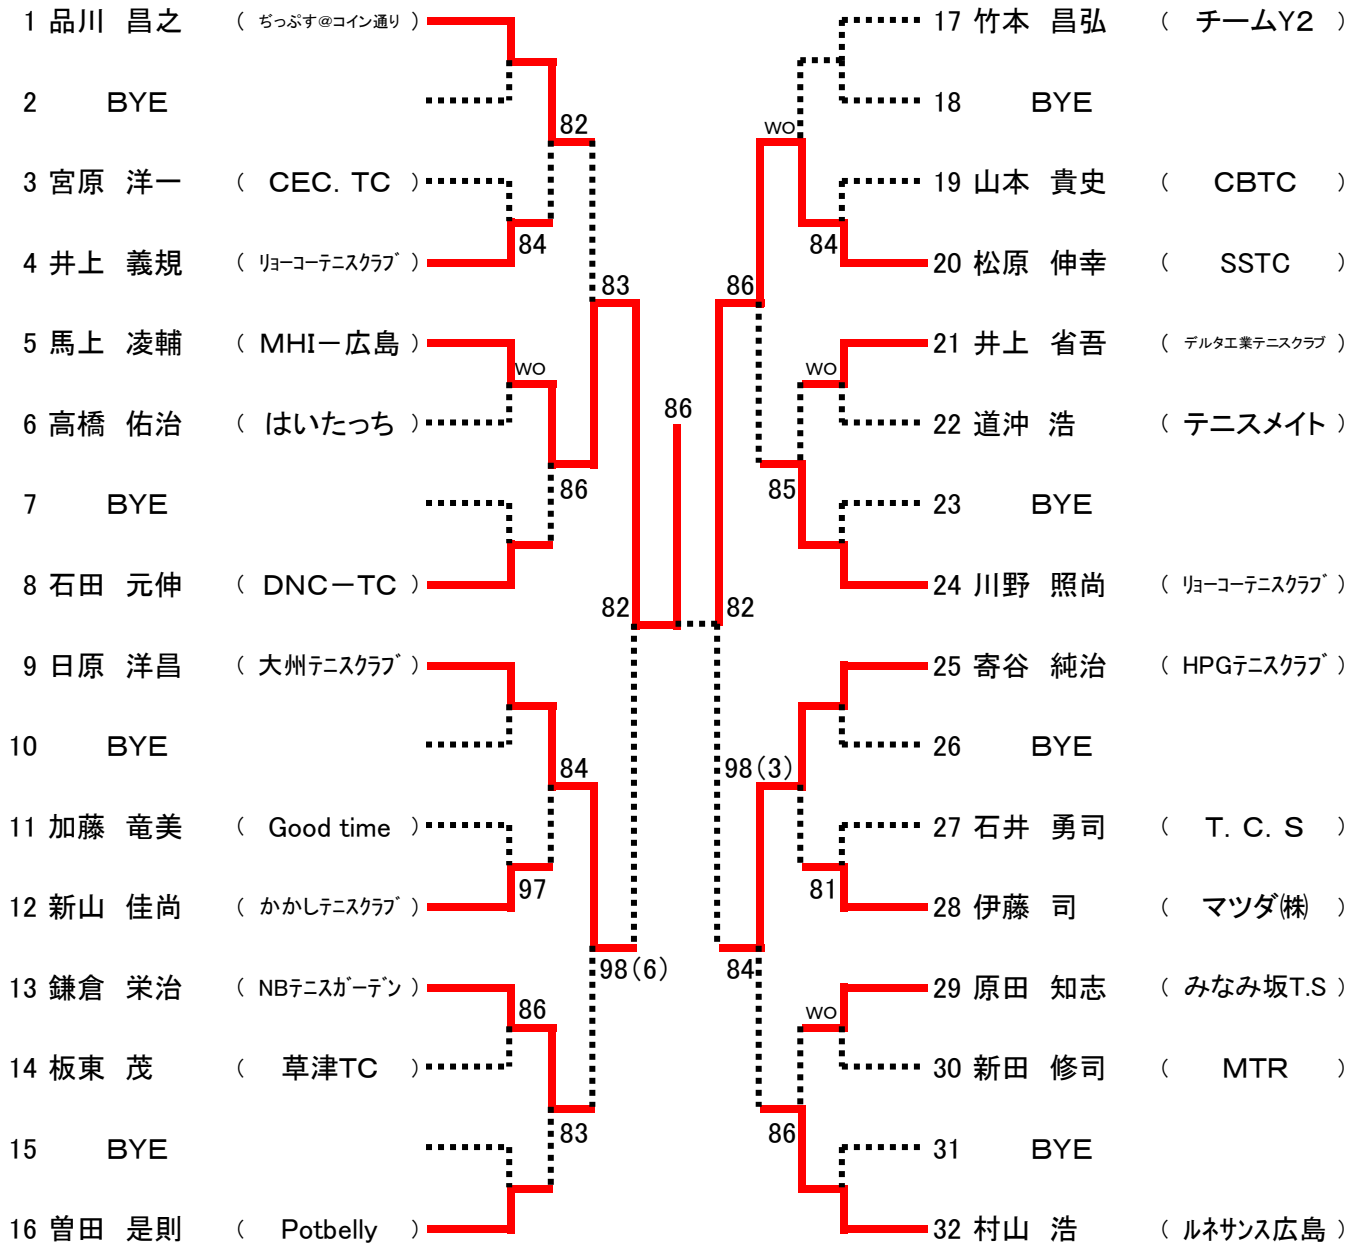 1 品川 昌之 ( ぢっぷす@コイン通り )
2 BYE
82
3 宮原 洋一 ( CEC. TC )
84
4 井上 義規 ( リョーコーテニスクラブ )
83
5 馬上 凌輔 ( MHI－広島 )
WO
6 高橋 佑治 ( はいたっち )
86
7 BYE
8 石田 元伸 ( DNC－TC )
82
9 日原 洋昌 ( 大州テニスクラブ )
10 BYE
84
11 加藤 竜美 ( Good time )
97
12 新山 佳尚 ( かかしテニスクラブ )
98(6)
13 鎌倉 栄治 ( NBテニスガーデン )
86
14 板東 茂 ( 草津TC )
83
15 BYE
16 曽田 是則 ( Potbelly )
86
17 竹本 昌弘 ( チームY2 )
18 BYE
WO
19 山本 貴史 ( CBTC )
84
20 松原 伸幸 ( SSTC )
86
21 井上 省吾 ( デルタ工業テニスクラブ )
WO
22 道沖 浩 ( テニスメイト )
85
23 BYE
24 川野 照尚 ( リョーコーテニスクラブ )
82
25 寄谷 純治 ( HPGテニスクラブ )
26 BYE
98(3)
27 石井 勇司 ( T. C. S )
81
28 伊藤 司 ( マツダ㈱ )
84
29 原田 知志 ( みなみ坂T.S )
WO
30 新田 修司 ( MTR )
86
31 BYE
32 村山 浩 ( ルネサンス広島 )